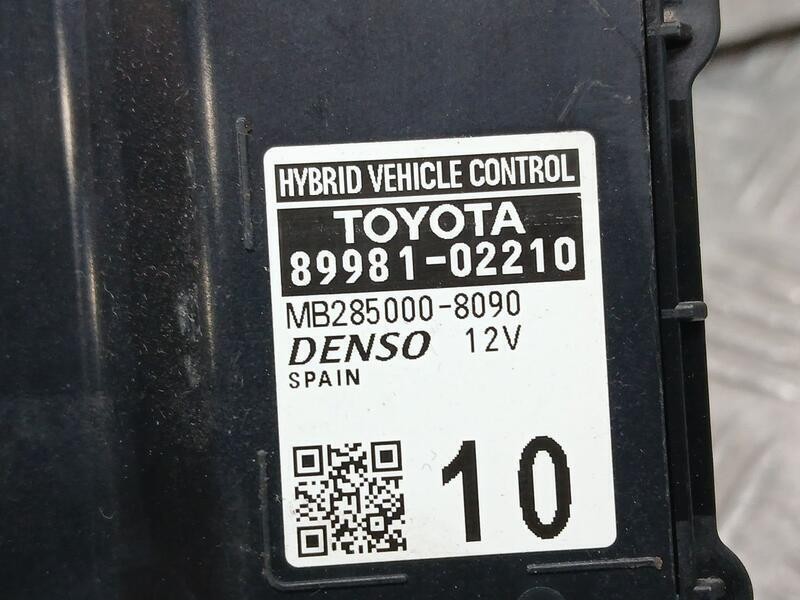 HYBRID VEHICLE CONTROL
TOYOTA
89981-02210
MB285000-8090
DENSO 12V
SPAIN
10